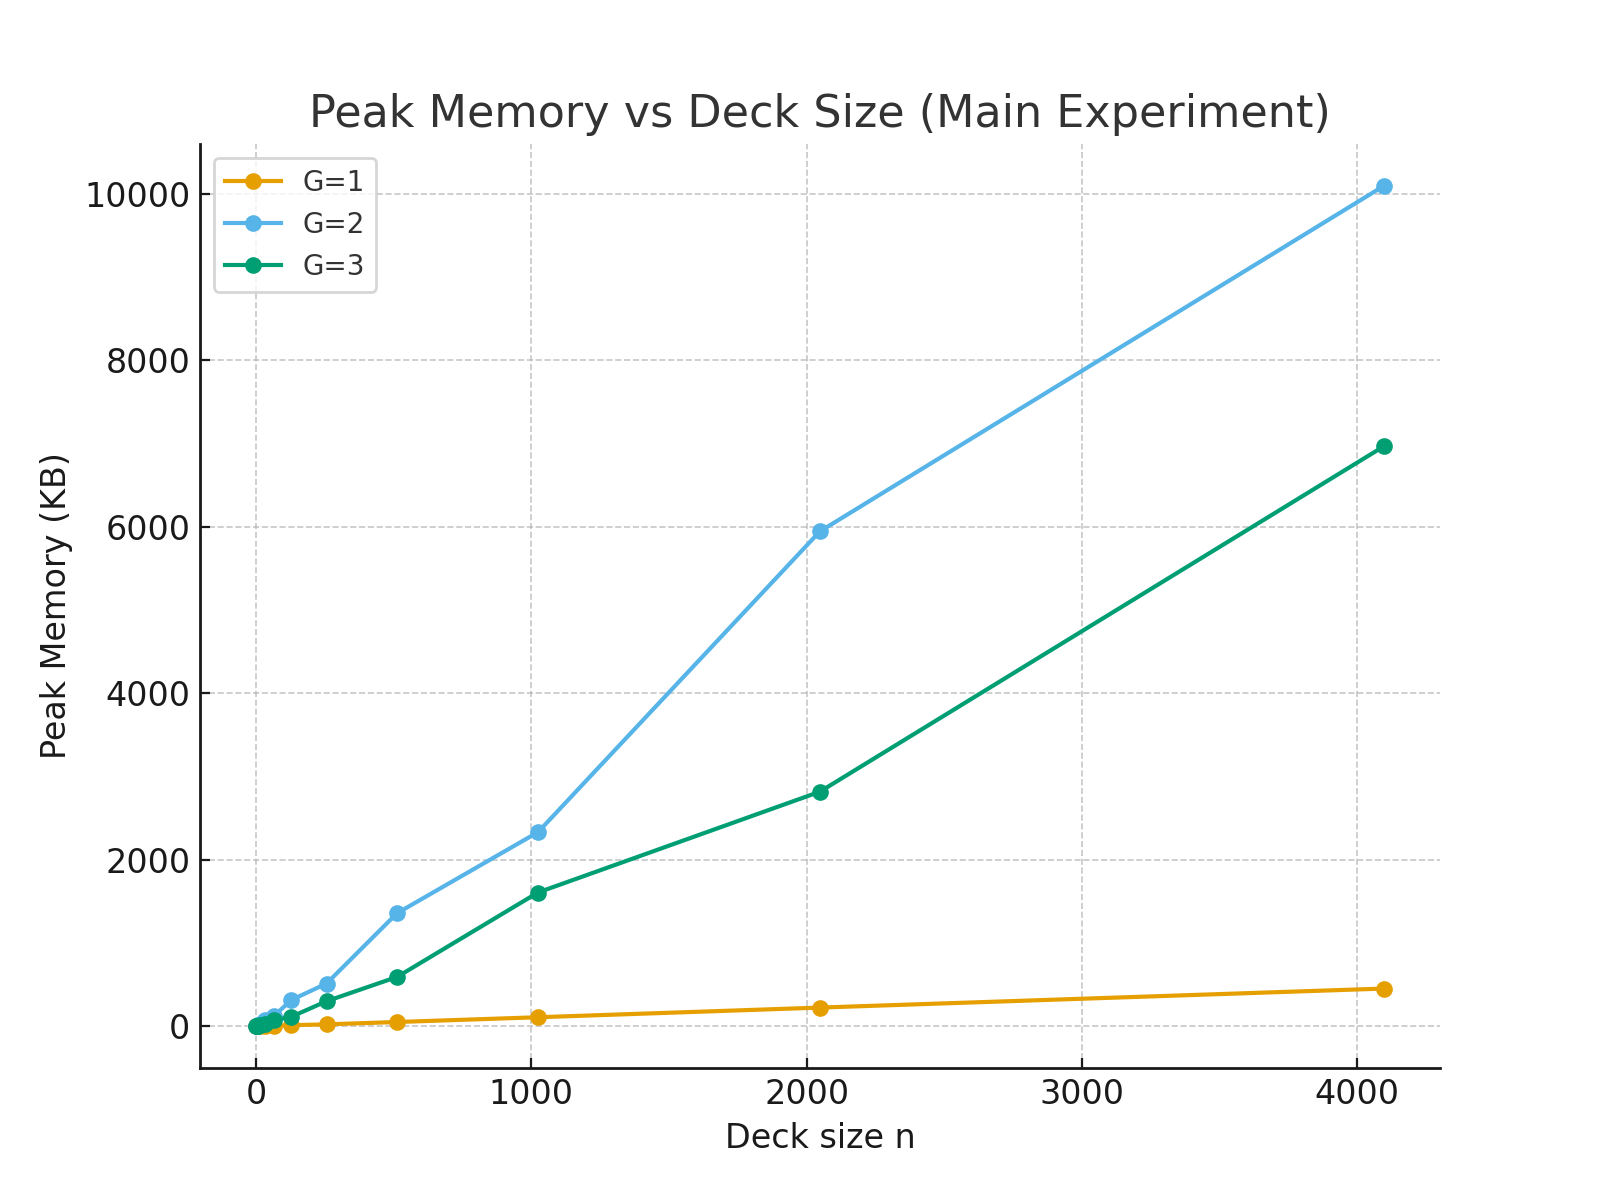 Peak Memory vs Deck Size (Main Experiment)
G=1
G=2
G=3
10000
8000
6000
4000
2000
0
Peak Memory (KB)
0 1000 2000 3000 4000
Deck size n